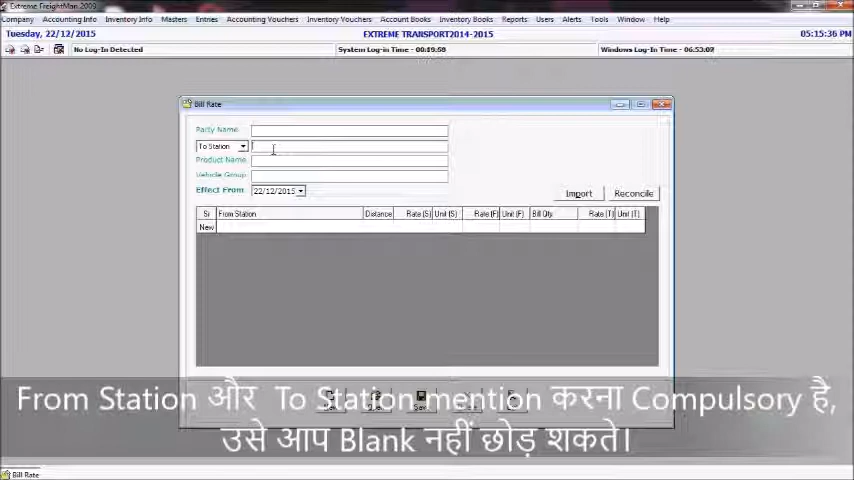 Extreme FreightMan 2009
Company Accounting Info Inventory Info Masters Entries Accounting Vouchers Inventory Vouchers Account Books Inventory Books Reports Users Alerts Tools Window Help
Tuesday, 22/12/2015 EXTREME TRANSPORT2014-2015 05:15:36 PM
No Log-In Detected System Log-in Time - 00:19:58 Windows Log-In Time - 06:53:07
Bill Rate
Party Name
To Station
Product Name
Vehicle Group
Effect From 22/12/2015
Import Reconcile
Sr From Station Distance Rate (S) Unit (S) Rate (F) Unit (F) Bill Qty. Rate (T) Unit (T)
New
From Station और To Station mention करना Compulsory है,
उसे आप Blank नहीं छोड़ शकते।
Bill Rate